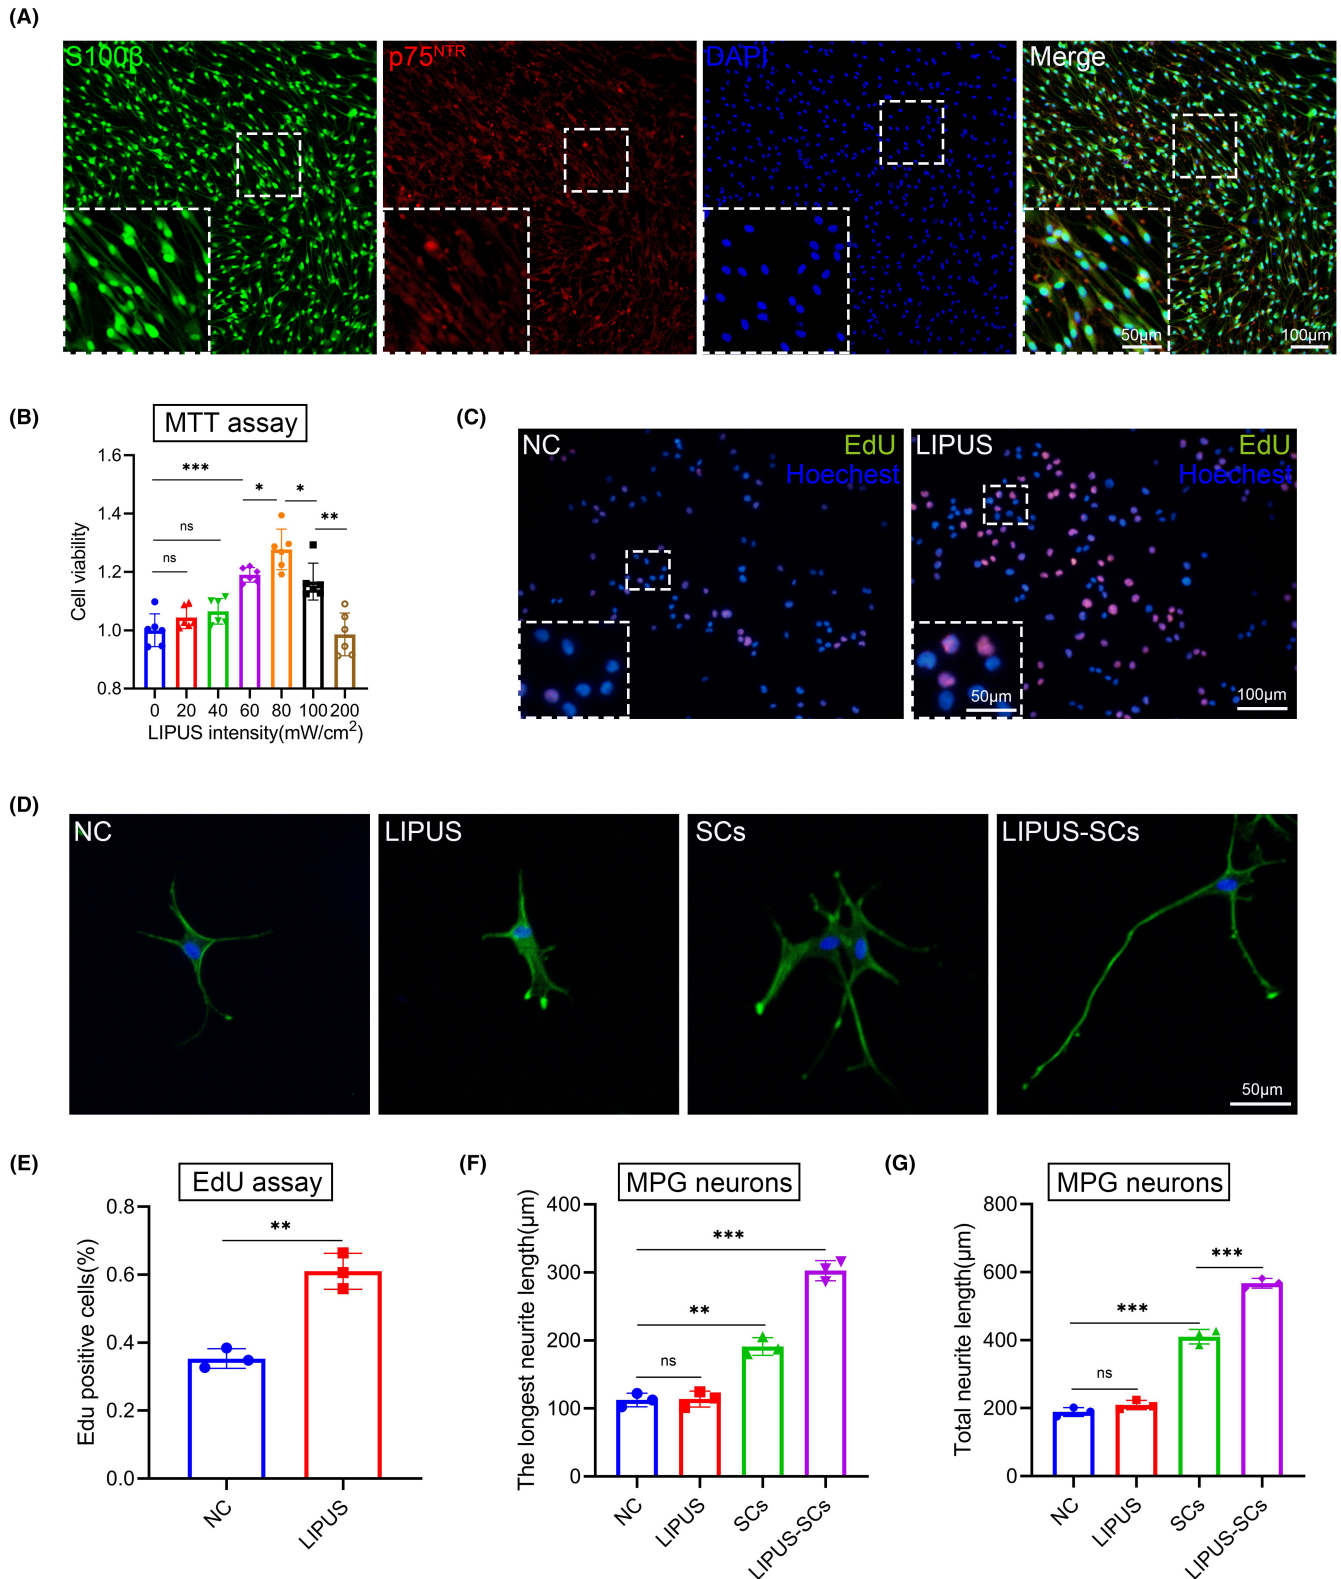 (A)
S100β
p75NTR
DAPI
Merge
50μm
100μm
(B)
MTT assay
Cell viability
1.6
1.4
1.2
1.0
0.8
***
*
*
**
ns
ns
0 20 40 60 80 100 200
LIPUS intensity(mW/cm2)
(C)
NC
EdU
Hoechest
LIPUS
EdU
Hoechest
50μm
100μm
(D)
NC
LIPUS
SCs
LIPUS-SCs
50μm
(E)
EdU assay
Edu positive cells(%)
0.8
0.6
0.4
0.2
0.0
**
NC
LIPUS
(F)
MPG neurons
The longest neurite length(μm)
400
300
200
100
0
***
**
ns
NC
LIPUS
SCs
LIPUS-SCs
(G)
MPG neurons
Total neurite length(μm)
800
600
400
200
0
***
***
ns
NC
LIPUS
SCs
LIPUS-SCs